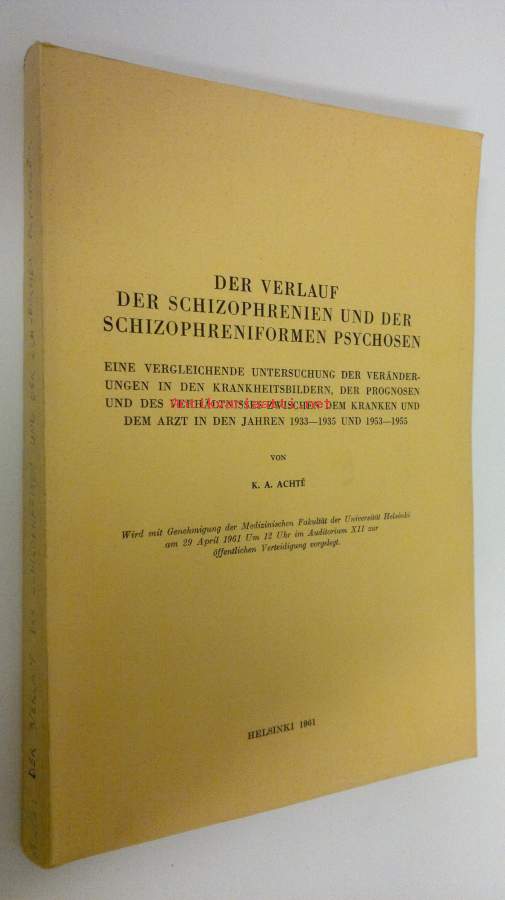 DER VERLAUF
DER SCHIZOPHRENIEN UND DER
SCHIZOPHRENIFORMEN PSYCHOSEN
EINE VERGLEICHENDE UNTERSUCHUNG DER VERÄNDER-
UNGEN IN DEN KRANKHEITSBILDERN, DER PROGNOSEN
UND DES VERHÄLTNISSES ZWISCHEN DEM KRANKEN UND
DEM ARZT IN DEN JAHREN 1933—1935 UND 1953—1955
VON
K. A. ACHTÉ
Wird mit Genehmigung der Medizinischen Fakultät der Universität Helsinki
am 29 April 1961 Um 12 Uhr im Auditorium XII zur
öffentlichen Verteidigung vorgelegt.
HELSINKI 1961
DER VERLAUF DER